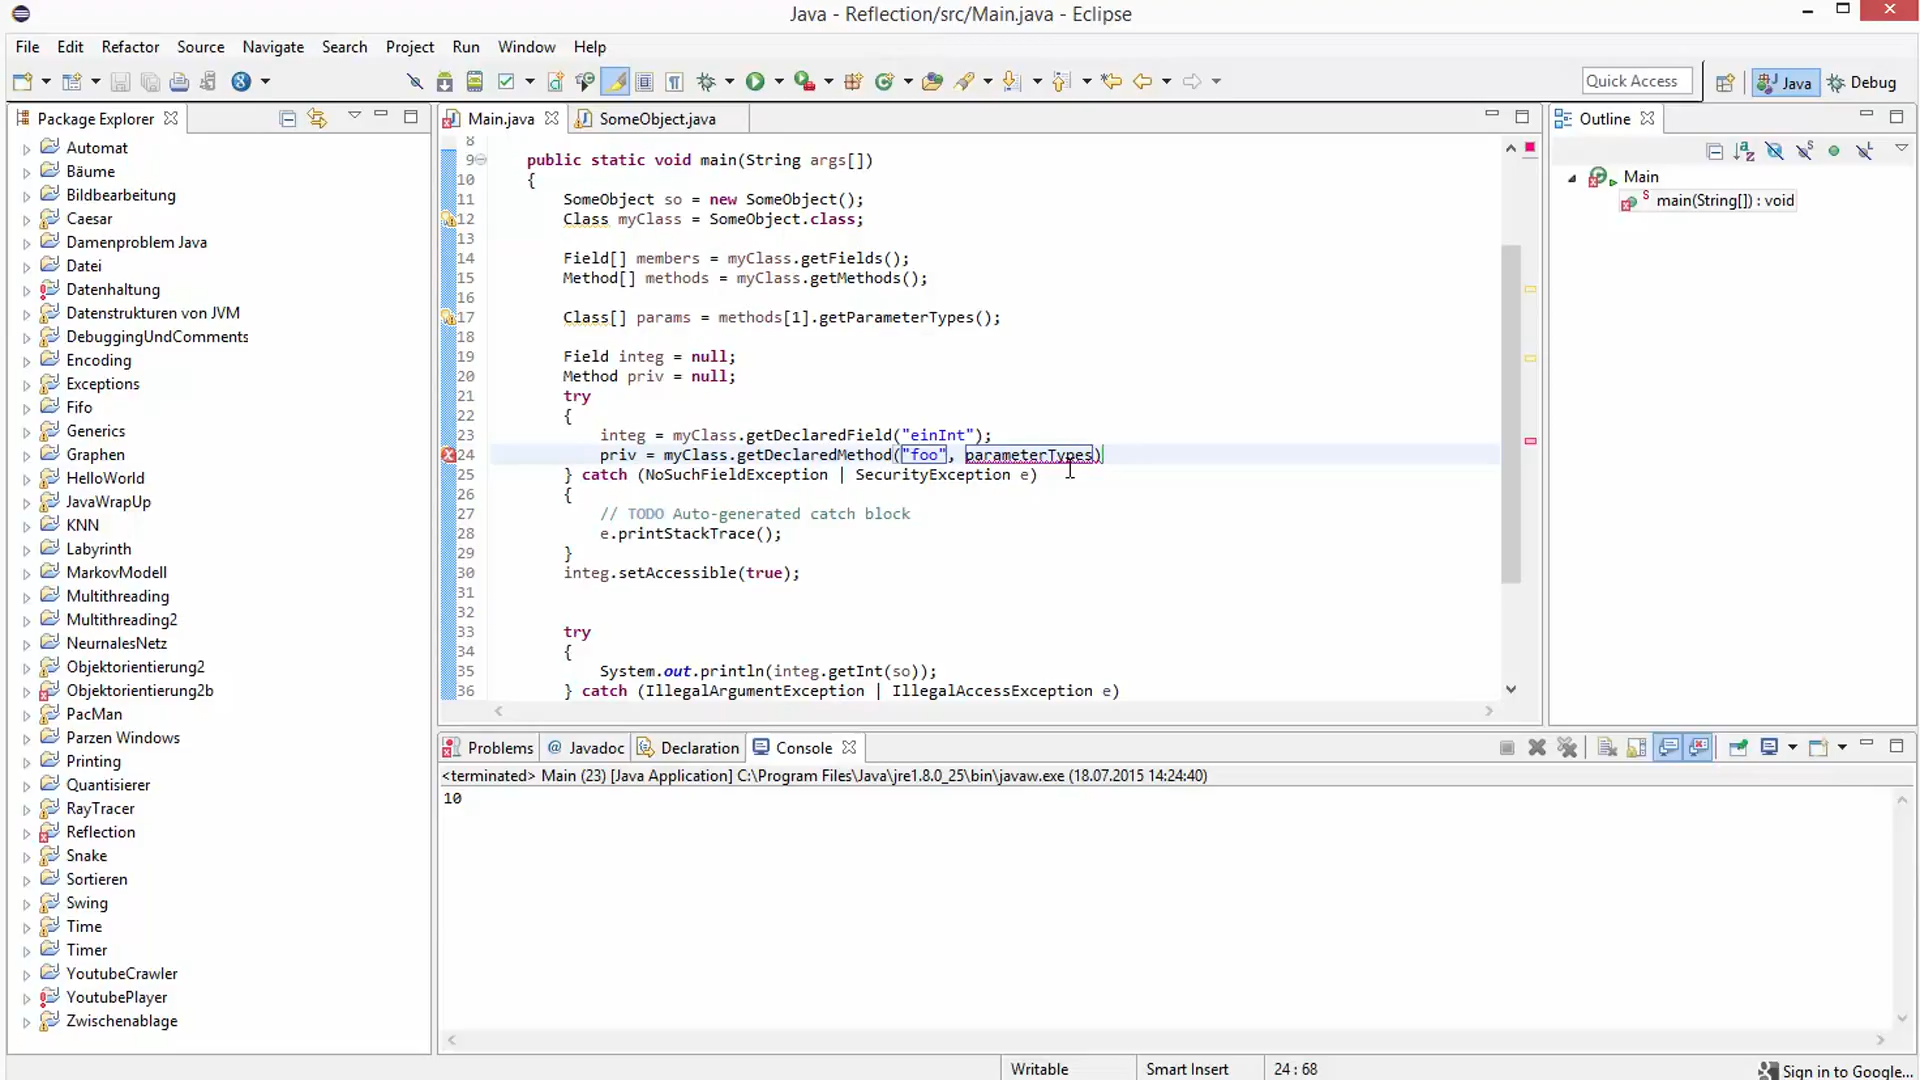 Java - Reflection/src/Main.java - Eclipse
File Edit Refactor Source Navigate Search Project Run Window Help
Quick Access
Java
Debug
Package Explorer
Automat
Bäume
Bildbearbeitung
Caesar
Damenproblem Java
Datei
Datenhaltung
Datenstrukturen von JVM
DebuggingUndComments
Encoding
Exceptions
Fifo
Generics
Graphen
HelloWorld
JavaWrapUp
KNN
Labyrinth
MarkovModell
Multithreading
Multithreading2
NeurnalesNetz
Objektorientierung2
Objektorientierung2b
PacMan
Parzen Windows
Printing
Quantisierer
RayTracer
Reflection
Snake
Sortieren
Swing
Time
Timer
YoutubeCrawler
YoutubePlayer
Zwischenablage
Main.java SomeObject.java
8
9 public static void main(String args[])
10 {
11 SomeObject so = new SomeObject();
12 Class myClass = SomeObject.class;
13
14 Field[] members = myClass.getFields();
15 Method[] methods = myClass.getMethods();
16
17 Class[] params = methods[1].getParameterTypes();
18
19 Field integ = null;
20 Method priv = null;
21 try
22 {
23 integ = myClass.getDeclaredField("einInt");
24 priv = myClass.getDeclaredMethod("foo", parameterTypes)
25 } catch (NoSuchFieldException | SecurityException e)
26 {
27 // TODO Auto-generated catch block
28 e.printStackTrace();
29 }
30 integ.setAccessible(true);
31
32
33 try
34 {
35 System.out.println(integ.getInt(so));
36 } catch (IllegalArgumentException | IllegalAccessException e)
Outline
Main
main(String[]) : void
Problems @ Javadoc Declaration Console
<terminated> Main (23) [Java Application] C:\Program Files\Java\jre1.8.0_25\bin\javaw.exe (18.07.2015 14:24:40)
10
Writable Smart Insert 24 : 68
Sign in to Google...